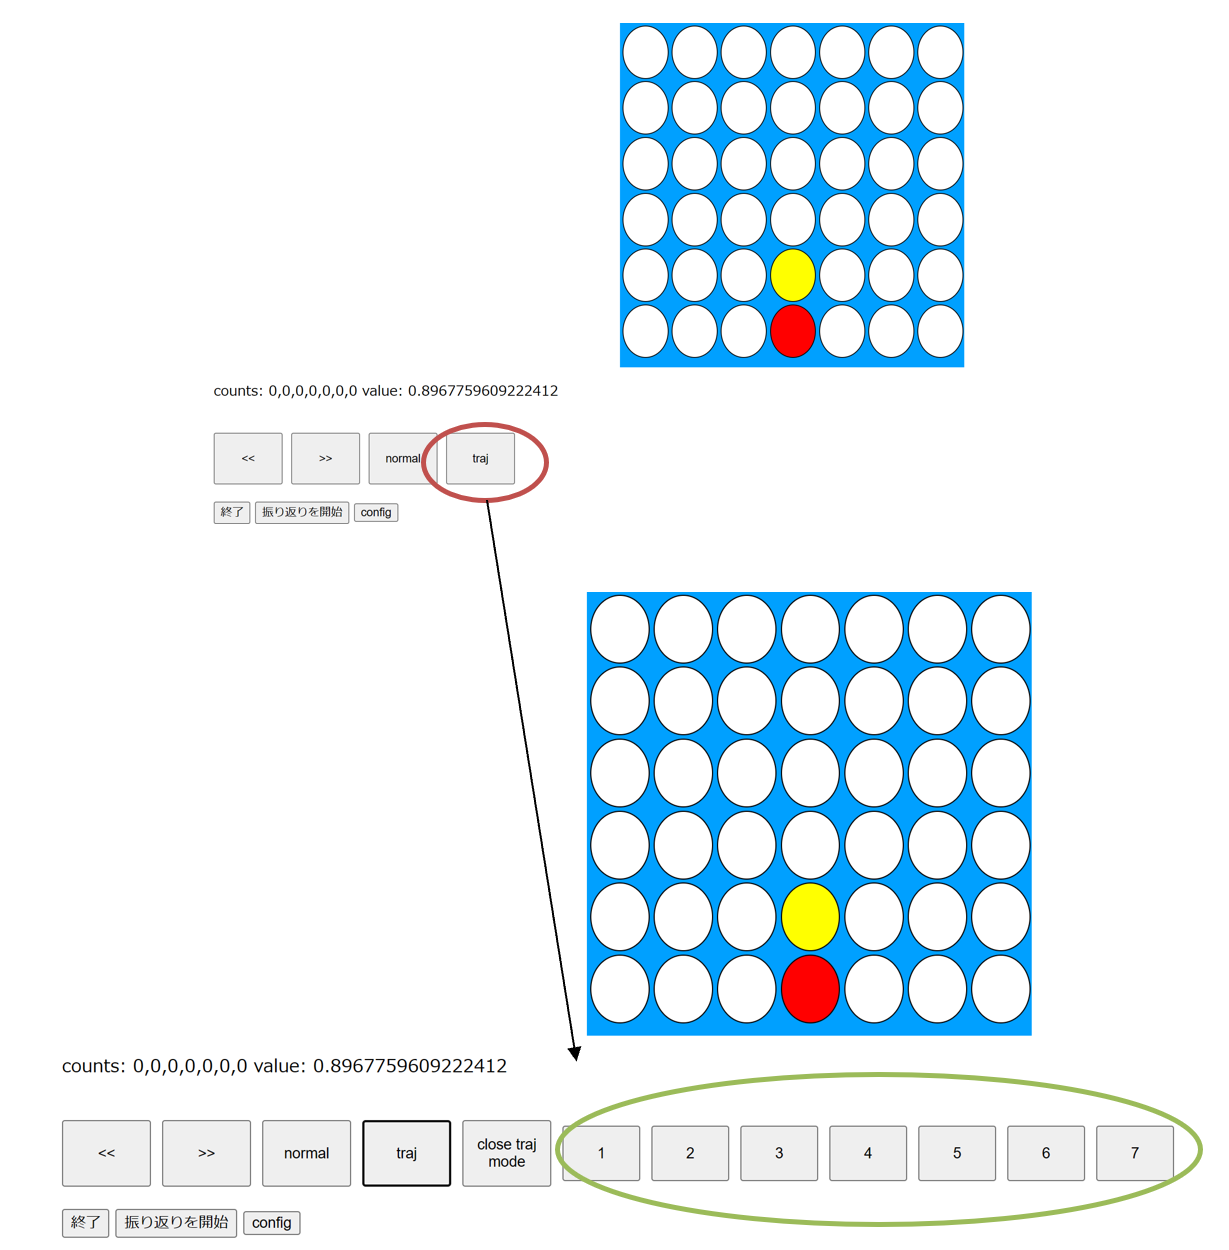 counts: 0,0,0,0,0,0,0 value: 0.8967759609222412
<< >> normal traj
終了 振り返りを開始 config
counts: 0,0,0,0,0,0,0 value: 0.8967759609222412
<< >> normal traj close traj mode 1 2 3 4 5 6 7
終了 振り返りを開始 config